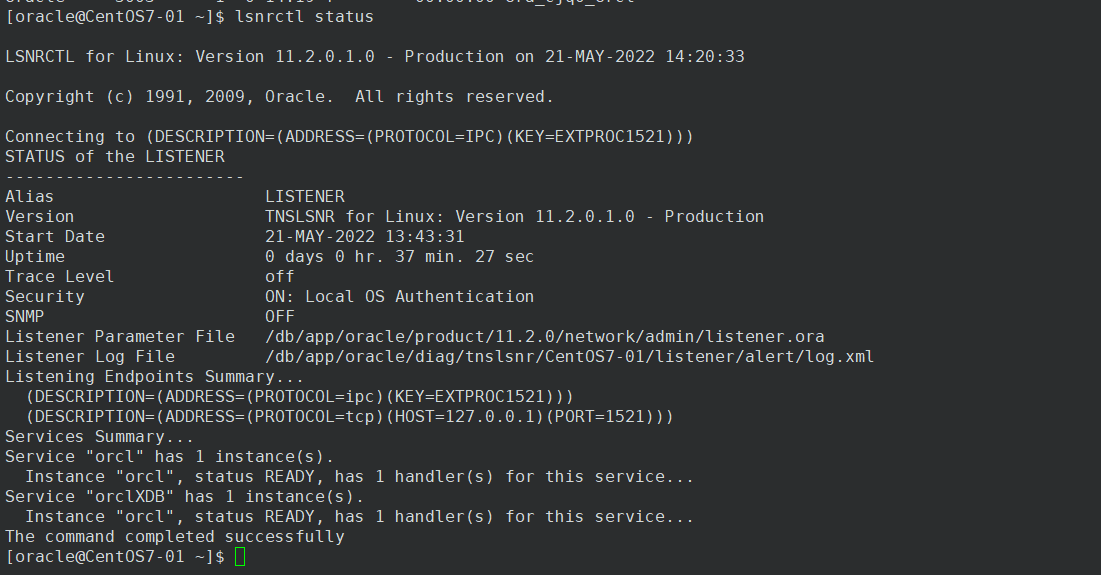 [oracle@CentOS7-01 ~]$ lsnrctl status
LSNRCTL for Linux: Version 11.2.0.1.0 - Production on 21-MAY-2022 14:20:33
Copyright (c) 1991, 2009, Oracle.  All rights reserved.
Connecting to (DESCRIPTION=(ADDRESS=(PROTOCOL=IPC)(KEY=EXTPROC1521)))
STATUS of the LISTENER
------------------------
Alias                     LISTENER
Version                   TNSLSNR for Linux: Version 11.2.0.1.0 - Production
Start Date                21-MAY-2022 13:43:31
Uptime                    0 days 0 hr. 37 min. 27 sec
Trace Level               off
Security                  ON: Local OS Authentication
SNMP                      OFF
Listener Parameter File   /db/app/oracle/product/11.2.0/network/admin/listener.ora
Listener Log File         /db/app/oracle/diag/tnslsnr/CentOS7-01/listener/alert/log.xml
Listening Endpoints Summary...
  (DESCRIPTION=(ADDRESS=(PROTOCOL=ipc)(KEY=EXTPROC1521)))
  (DESCRIPTION=(ADDRESS=(PROTOCOL=tcp)(HOST=127.0.0.1)(PORT=1521)))
Services Summary...
Service "orcl" has 1 instance(s).
  Instance "orcl", status READY, has 1 handler(s) for this service...
Service "orclXDB" has 1 instance(s).
  Instance "orcl", status READY, has 1 handler(s) for this service...
The command completed successfully
[oracle@CentOS7-01 ~]$